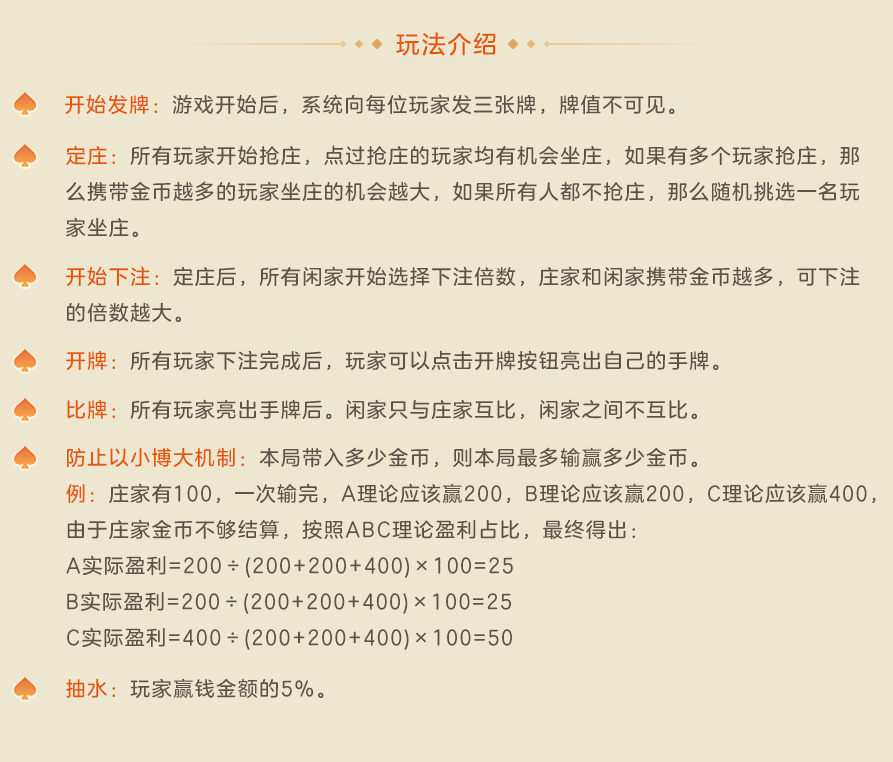 玩法介绍
开始发牌：游戏开始后，系统向每位玩家发三张牌，牌值不可见。
定庄：所有玩家开始抢庄，点过抢庄的玩家均有机会坐庄，如果有多个玩家抢庄，那
么携带金币越多的玩家坐庄的机会越大，如果所有人都不抢庄，那么随机挑选一名玩
家坐庄。
开始下注：定庄后，所有闲家开始选择下注倍数，庄家和闲家携带金币越多，可下注
的倍数越大。
开牌：所有玩家下注完成后，玩家可以点击开牌按钮亮出自己的手牌。
比牌：所有玩家亮出手牌后。闲家只与庄家互比，闲家之间不互比。
防止以小博大机制：本局带入多少金币，则本局最多输赢多少金币。
例：庄家有100，一次输完，A理论应该赢200，B理论应该赢200，C理论应该赢400，
由于庄家金币不够结算，按照ABC理论盈利占比，最终得出：
A实际盈利=200÷(200+200+400)×100=25
B实际盈利=200÷(200+200+400)×100=25
C实际盈利=400÷(200+200+400)×100=50
抽水：玩家赢钱金额的5%。